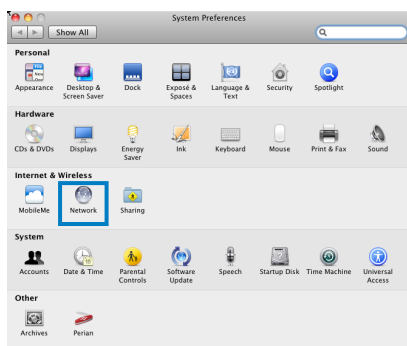 System Preferences
Show All
Personal
Appearance
Desktop &
Screen Saver
Dock
Exposé &
Spaces
Language &
Text
Security
Spotlight
Hardware
CDs & DVDs
Displays
Energy
Saver
Ink
Keyboard
Mouse
Print & Fax
Sound
Internet & Wireless
MobileMe
Network
Sharing
System
Accounts
Date & Time
Parental
Controls
Software
Update
Speech
Startup Disk
Time Machine
Universal
Access
Other
Archives
Perian